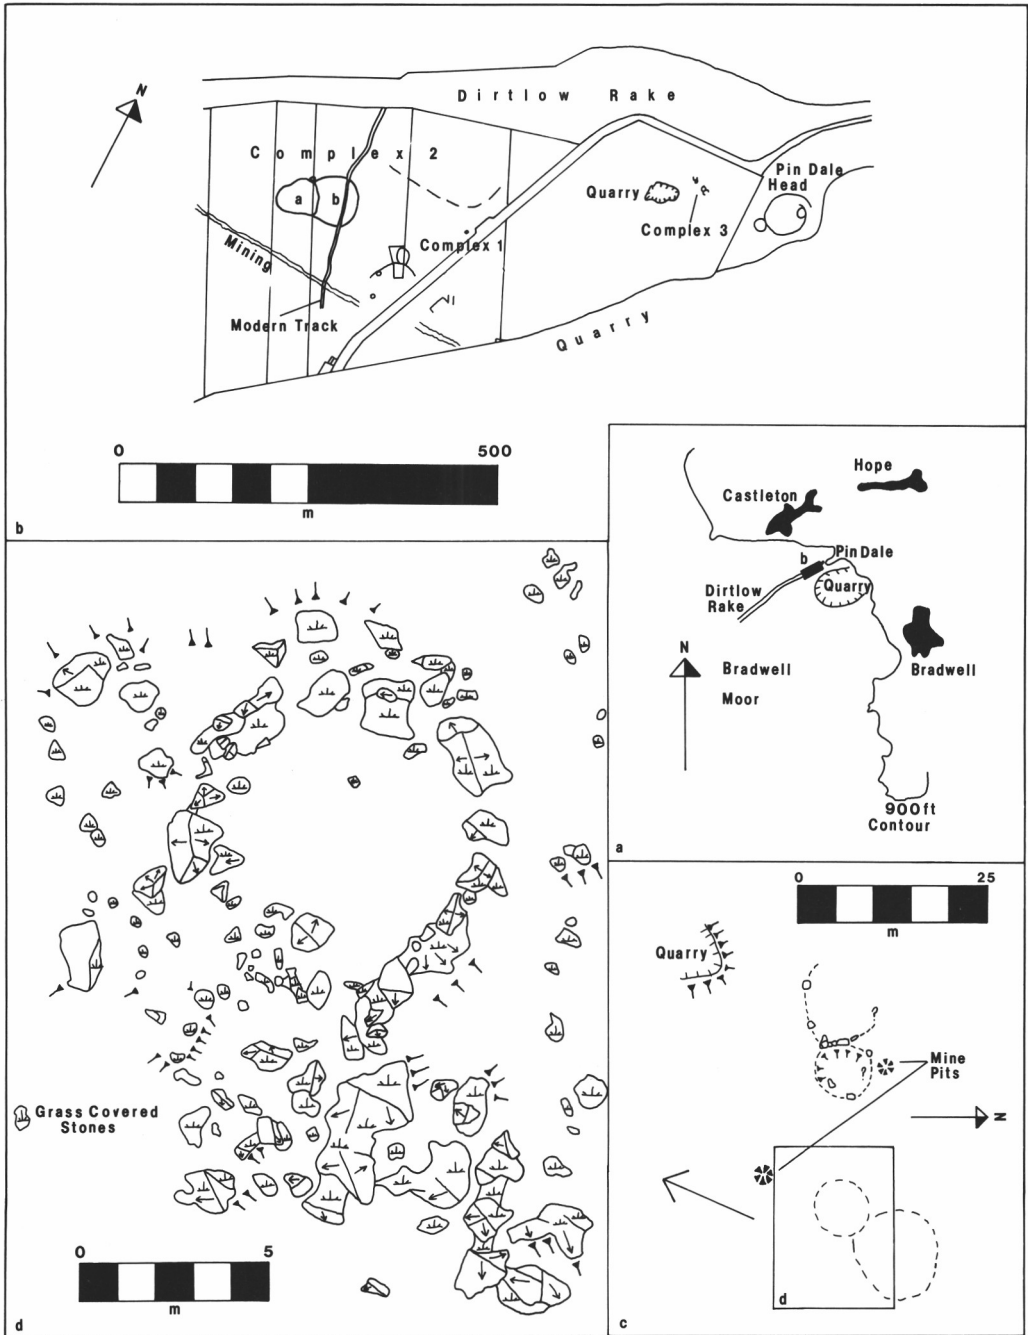 N
Dirtlow Rake
Complex 2
Pin Dale
Head
Quarry
a b
Complex 3
Complex 1
Mining
Modern Track
Quarry
0 500
m
b
Hope
Castleton
Pin Dale
b
Quarry
Dirtlow
Rake
N
Bradwell
Moor
Bradwell
900ft
Contour
a
0 25
m
Quarry
?
Mine
Pits
?
N
d
c
Grass Covered
Stones
0 5
m
d